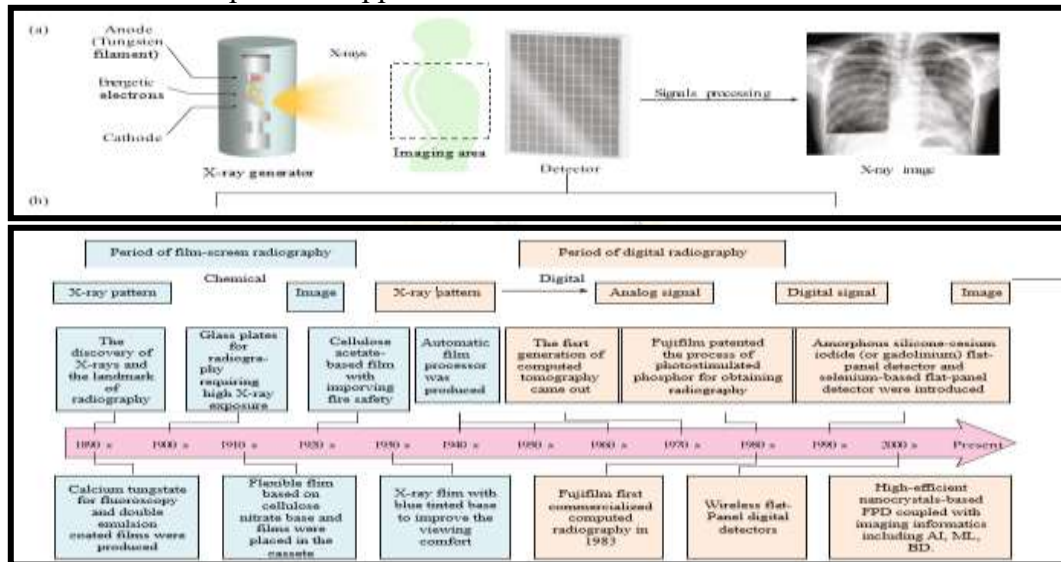 (a)
Anode
(Tungsten
filament)
Energetic
electrons
Cathode
X-rays
X-ray generator
Imaging area
Detector
Signals processing
X-ray image
(b)
Period of film-screen radiography
Period of digital radiography
X-ray pattern
Chemical
Image
X-ray pattern
Digital
Analog signal
Digital signal
Image
The
discovery of
X-rays and
the landmark of
radiography
Glass plates
for
radiogra-
phy
requiring
high X-ray
exposure
Cellulose
acetate-
based film
with
imporving
fire safety
Automatic
film
processor
was
produced
The fisrt
generation of
computed
tomography
came out
Fujifilm patented
the process of
photostimulated
phosphor for obtaining
radiography
Amorphous silicone-cesium
iodide (or gadolinium) flat-
panel detector and
selenium-based flat-panel
detector were introduced
1890 s
1900 s
1910 s
1920 s
1930 s
1940 s
1950 s
1960 s
1970 s
1980 s
1990 s
2000 s
Present
Calcium tungstate
for fluoroscopy
and double
emulsion
coated films were
produced
Flexible flim
based on
cellulose
nitrate base and
films were
placed in the
cassete
X-ray flim with
blue tinted base
to improve the
viewing
comfort
Fujifilm first
commercialized
computed
radiography in
1983
Wireless flat-
Panel digital
detectors
High-efficient
nanocrystals-based
FPD coupled with
imaging informatics
including AI, ML,
BD.